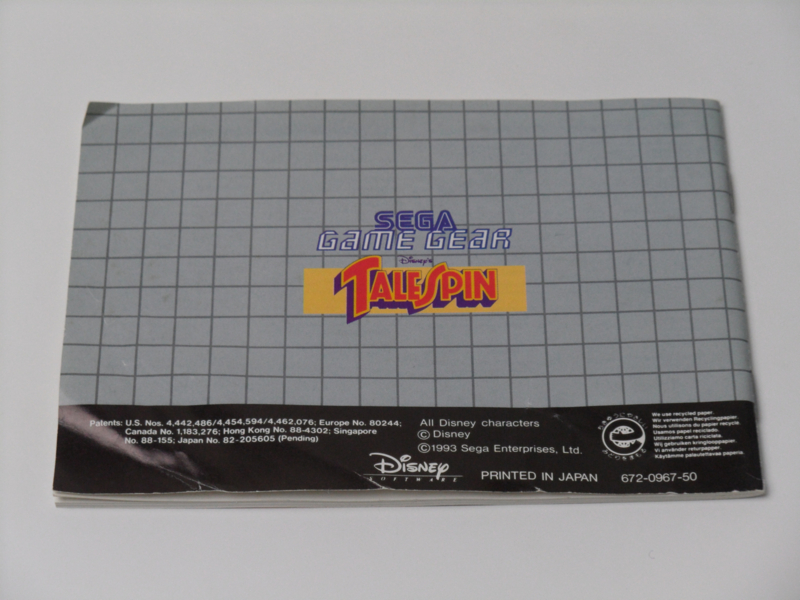 SEGA
GAME GEAR
Disney's
TALESPIN
Patents: U.S. Nos. 4,442,486/4,454,594/4,462,076; Europe No. 80244;
Canada No. 1,183,276; Hong Kong No. 88-4302; Singapore
No. 88-155; Japan No. 82-205605 (Pending)
All Disney characters
© Disney
©1993 Sega Enterprises, Ltd.
Disney
SOFTWARE
PRINTED IN JAPAN 672-0967-50
We use recycled paper.
Wir verwenden Recyclingpapier.
Nous utilisons du papier recyclé.
Usamos papel reciclado.
Utilizziamo carta riciclata.
Wij gebruiken kringlooppapier.
Vi använder returpapper.
Käytämme palautettavaa paperia.